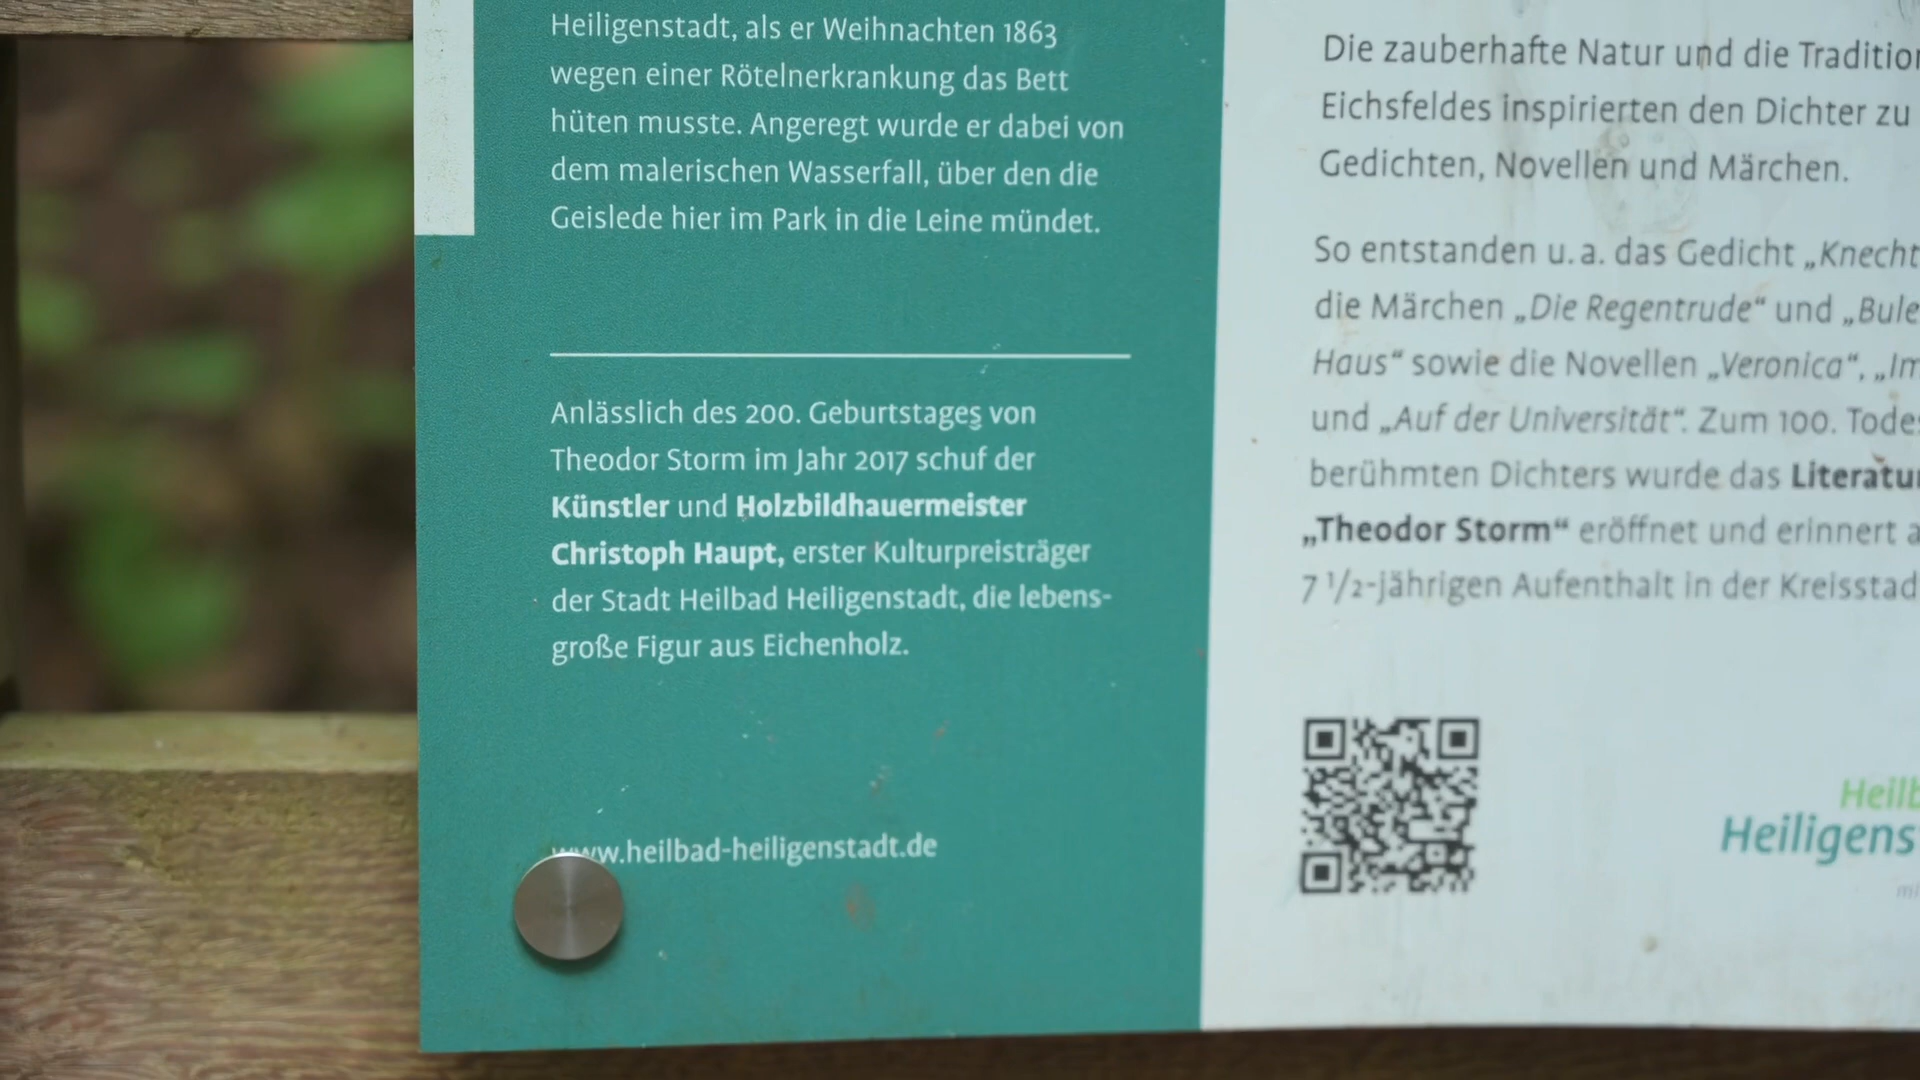 Heiligenstadt, als er Weihnachten 1863
wegen einer Rötelnerkrankung das Bett
hüten musste. Angeregt wurde er dabei von
dem malerischen Wasserfall, über den die
Geislede hier im Park in die Leine mündet.
Anlässlich des 200. Geburtstages von
Theodor Storm im Jahr 2017 schuf der
Künstler und Holzbildhauermeister
Christoph Haupt, erster Kulturpreisträger
der Stadt Heilbad Heiligenstadt, die lebens-
große Figur aus Eichenholz.
www.heilbad-heiligenstadt.de
Die zauberhafte Natur und die Tradition
Eichsfeldes inspirierten den Dichter zu
Gedichten, Novellen und Märchen.
So entstanden u. a. das Gedicht „Knecht
die Märchen „Die Regentrude“ und „Bule
Haus“ sowie die Novellen „Veronica“, „Im
und „Auf der Universität“. Zum 100. Todes
berühmten Dichters wurde das Literatur
„Theodor Storm“ eröffnet und erinnert a
7 1/2-jährigen Aufenthalt in der Kreisstad
Heilb
Heiligens